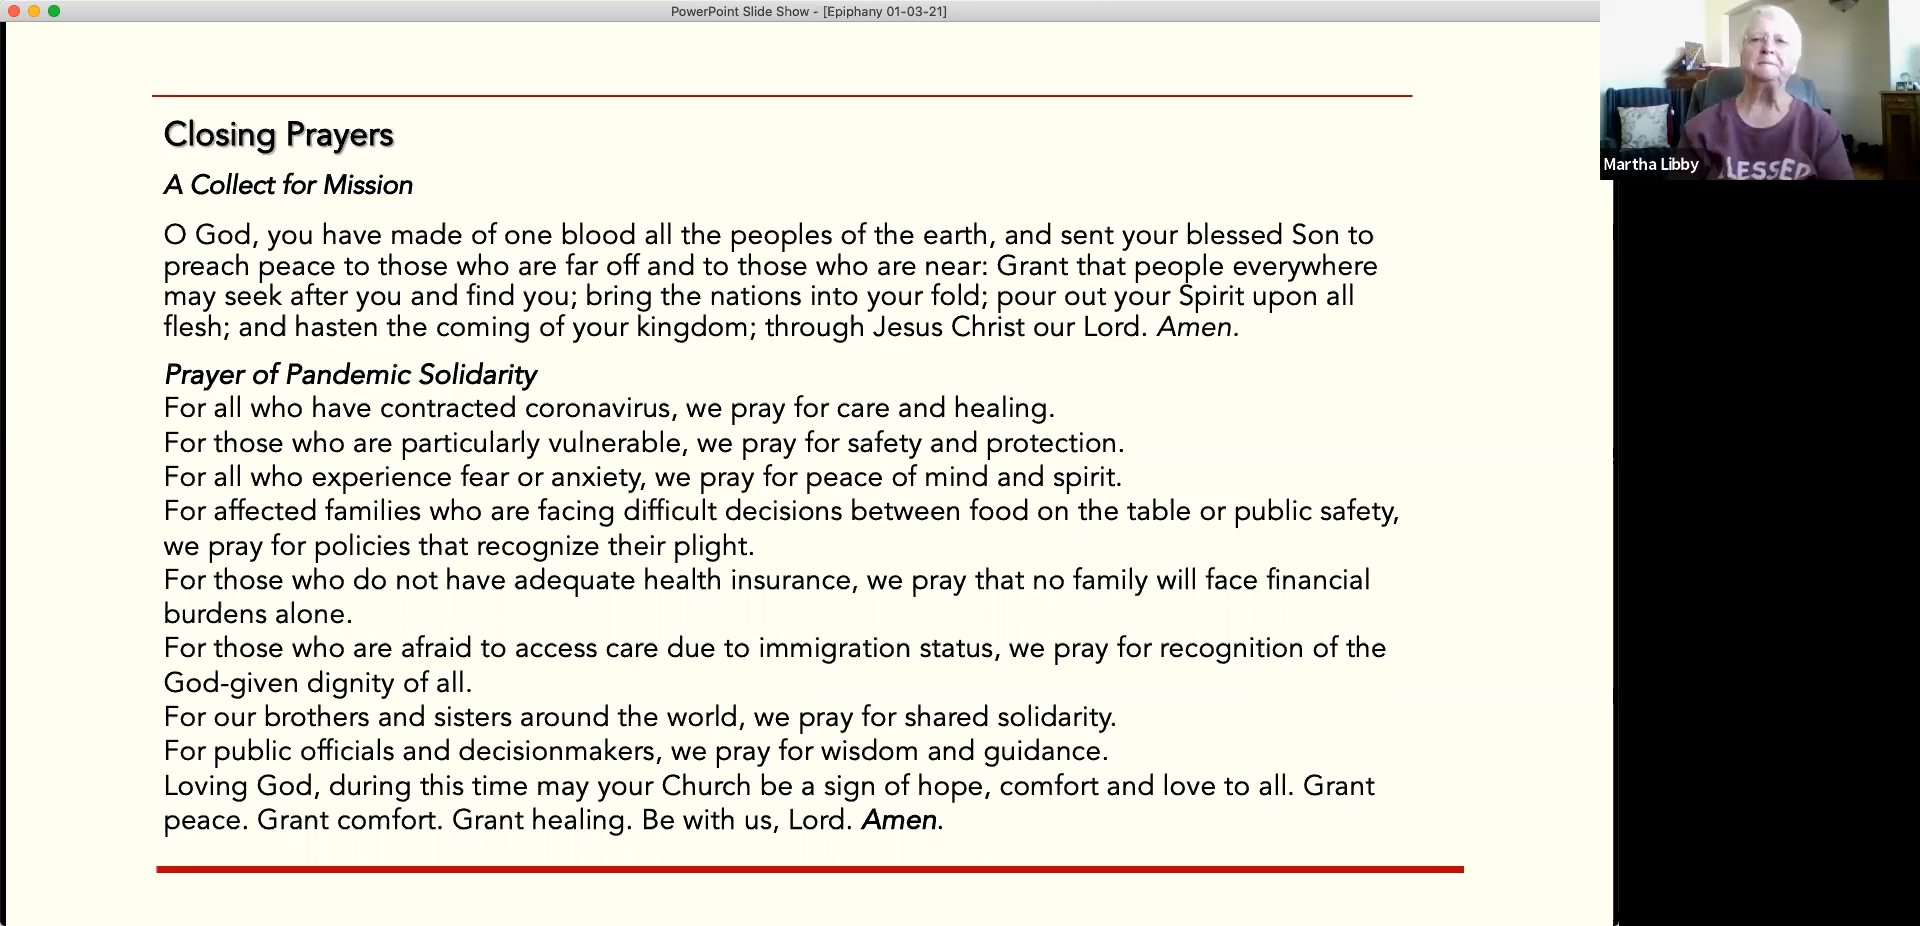 PowerPoint Slide Show - [Epiphany 01-03-21]
Closing Prayers
A Collect for Mission
O God, you have made of one blood all the peoples of the earth, and sent your blessed Son to
preach peace to those who are far off and to those who are near: Grant that people everywhere
may seek after you and find you; bring the nations into your fold; pour out your Spirit upon all
flesh; and hasten the coming of your kingdom; through Jesus Christ our Lord. Amen.
Prayer of Pandemic Solidarity
For all who have contracted coronavirus, we pray for care and healing.
For those who are particularly vulnerable, we pray for safety and protection.
For all who experience fear or anxiety, we pray for peace of mind and spirit.
For affected families who are facing difficult decisions between food on the table or public safety,
we pray for policies that recognize their plight.
For those who do not have adequate health insurance, we pray that no family will face financial
burdens alone.
For those who are afraid to access care due to immigration status, we pray for recognition of the
God-given dignity of all.
For our brothers and sisters around the world, we pray for shared solidarity.
For public officials and decisionmakers, we pray for wisdom and guidance.
Loving God, during this time may your Church be a sign of hope, comfort and love to all. Grant
peace. Grant comfort. Grant healing. Be with us, Lord. Amen.
Martha Libby
LESSED